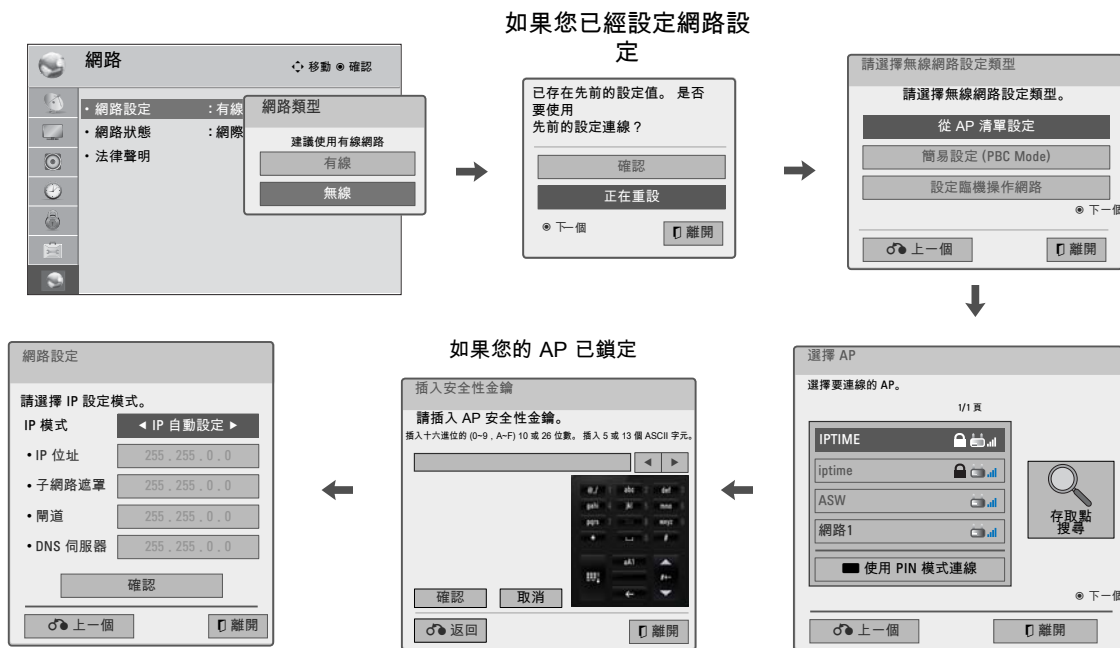 網路
移動 ◉ 確認
• 網路設定 : 有線
• 網路狀態 : 網際
• 法律聲明
網路類型
建議使用有線網路
有線
無線
如果您已經設定網路設
定
已存在先前的設定值。 是否
要使用
先前的設定連線?
確認
正在重設
◉ 下一個
離開
請選擇無線網路設定類型
請選擇無線網路設定類型。
從 AP 清單設定
簡易設定 (PBC Mode)
設定臨機操作網路
◉ 下一個
上一個
離開
選擇 AP
選擇要連線的 AP。
1/1 頁
IPTIME
iptime
ASW
網路1
使用 PIN 模式連線
存取點
搜尋
◉ 下一個
上一個
離開
如果您的 AP 已鎖定
插入安全性金鑰
請插入 AP 安全性金鑰。
插入十六進位的 (0~9 , A~F) 10 或 26 位數。 插入 5 或 13 個 ASCII 字元。
◀ ▶
abc def
jkl mno
確認
取消
返回
離開
網路設定
請選擇 IP 設定模式。
IP 模式 ◀ IP 自動設定 ▶
• IP 位址 255 . 255 . 0 . 0
• 子網路遮罩 255 . 255 . 0 . 0
• 閘道 255 . 255 . 0 . 0
• DNS 伺服器 255 . 255 . 0 . 0
確認
上一個
離開